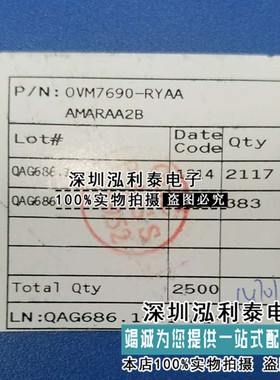 P/N: OVM7690-RYAA
AMARAA2B
Lot# Date Code Qty
QAG686. 14 2117
QAG686 383
深圳泓利泰电子
100%实物拍摄 盗图必究
Total Qty 2500
深圳泓利泰电子
LN:QAG686.1
竭诚为您提供一站式配
本店100%实物拍摄